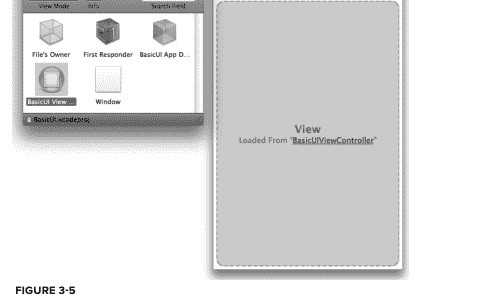 View Mode Info Search Field
File's Owner First Responder BasicUI App D...
BasicUI View ... Window
BasicUI.xcodeproj
View
Loaded From "BasicUIViewController"
FIGURE 3-5